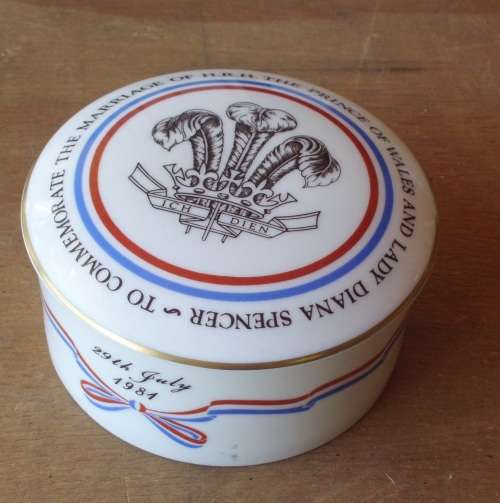 TO COMMEMORATE THE MARRIAGE OF H.R.H. THE PRINCE OF WALES AND LADY DIANA SPENCER
ICH DIEN
29th July
1981